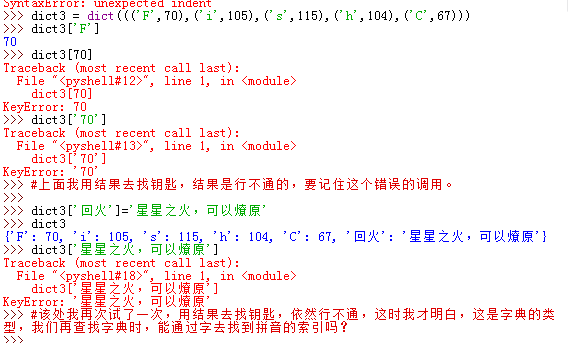 SyntaxError: unexpected indent
>>> dict3 = dict((('F',70),('i',105),('s',115),('h',104),('C',67)))
>>> dict3['F']
70
>>> dict3[70]
Traceback (most recent call last):
  File "<pyshell#12>", line 1, in <module>
    dict3[70]
KeyError: 70
>>> dict3['70']
Traceback (most recent call last):
  File "<pyshell#13>", line 1, in <module>
    dict3['70']
KeyError: '70'
>>> #上面我用结果去找钥匙，结果是行不通的，要记住这个错误的调用。
>>>
>>> dict3['回火']='星星之火，可以燎原'
>>> dict3
{'F': 70, 'i': 105, 's': 115, 'h': 104, 'C': 67, '回火': '星星之火，可以燎原'}
>>> dict3['星星之火，可以燎原']
Traceback (most recent call last):
  File "<pyshell#18>", line 1, in <module>
    dict3['星星之火，可以燎原']
KeyError: '星星之火，可以燎原'
>>> #该处我再次试了一次，用结果去找钥匙，依然行不通，这时我才明白，这是字典的类
型，我们再查找字典时，能通过字去找到拼音的索引吗？
>>>